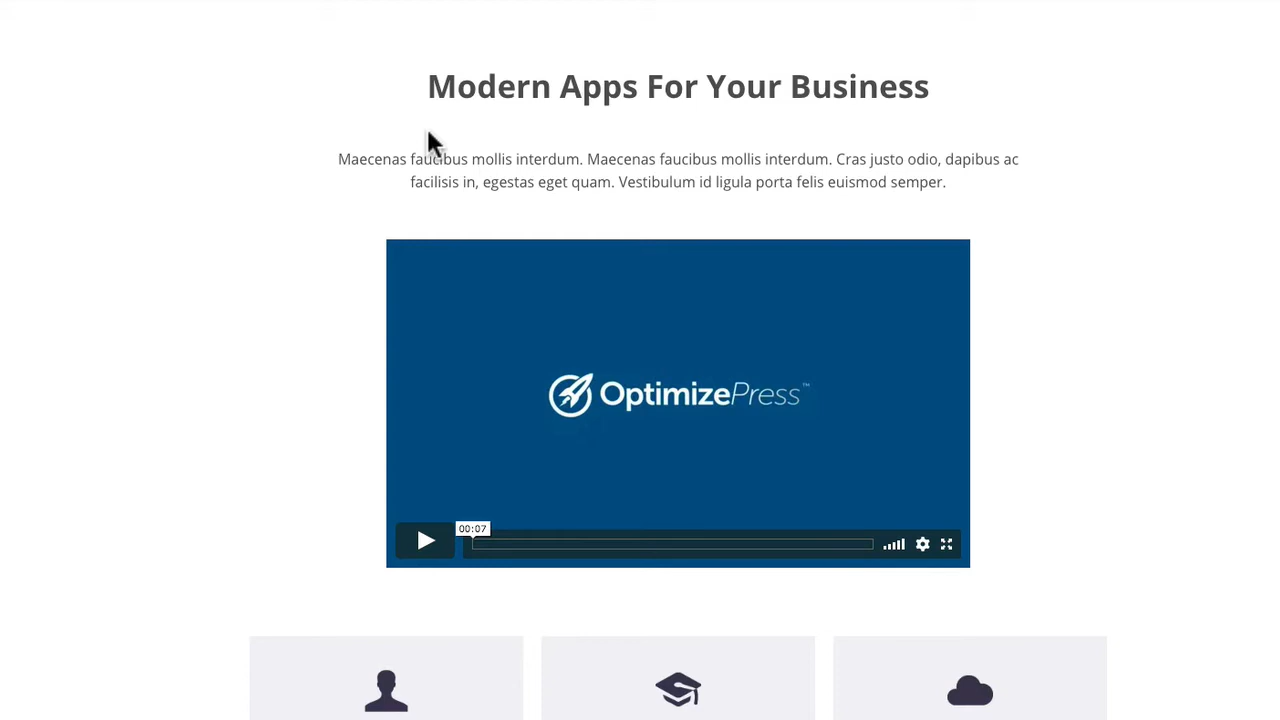 Modern Apps For Your Business
Maecenas faucibus mollis interdum. Maecenas faucibus mollis interdum. Cras justo odio, dapibus ac
facilisis in, egestas eget quam. Vestibulum id ligula porta felis euismod semper.
OptimizePress™
00:07